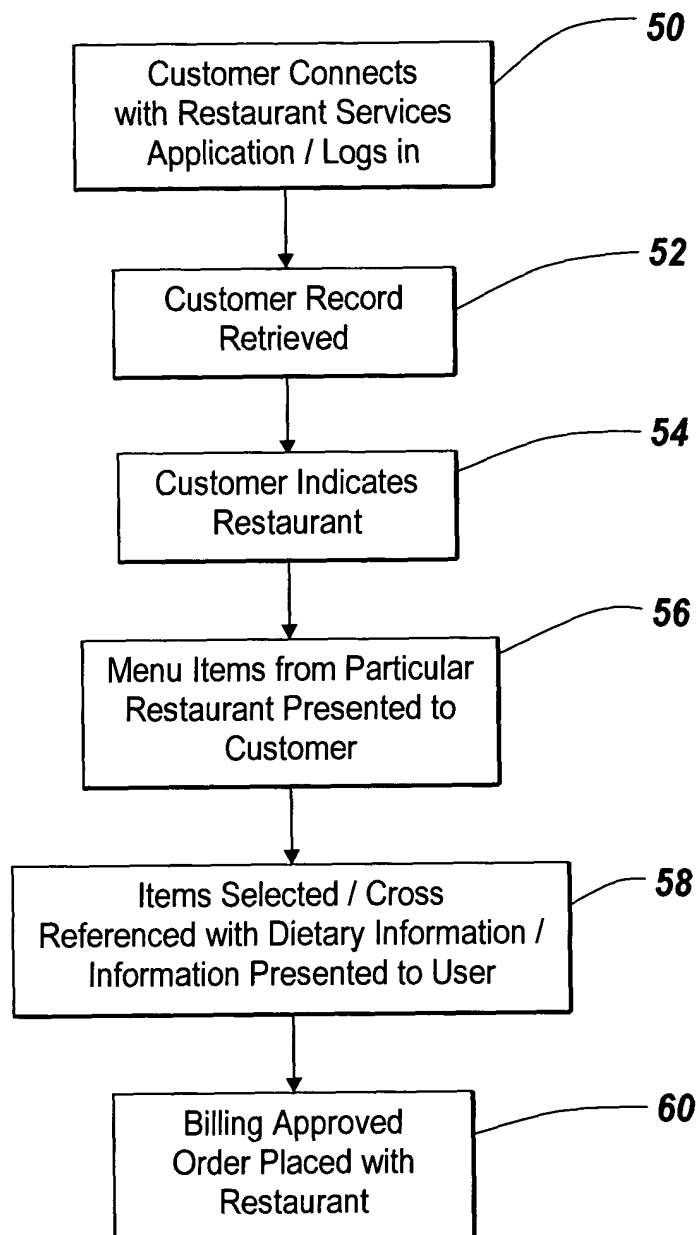 50
Customer Connects
with Restaurant Services
Application / Logs in
52
Customer Record
Retrieved
54
Customer Indicates
Restaurant
56
Menu Items from Particular
Restaurant Presented to
Customer
58
Items Selected / Cross
Referenced with Dietary Information /
Information Presented to User
60
Billing Approved
Order Placed with
Restaurant